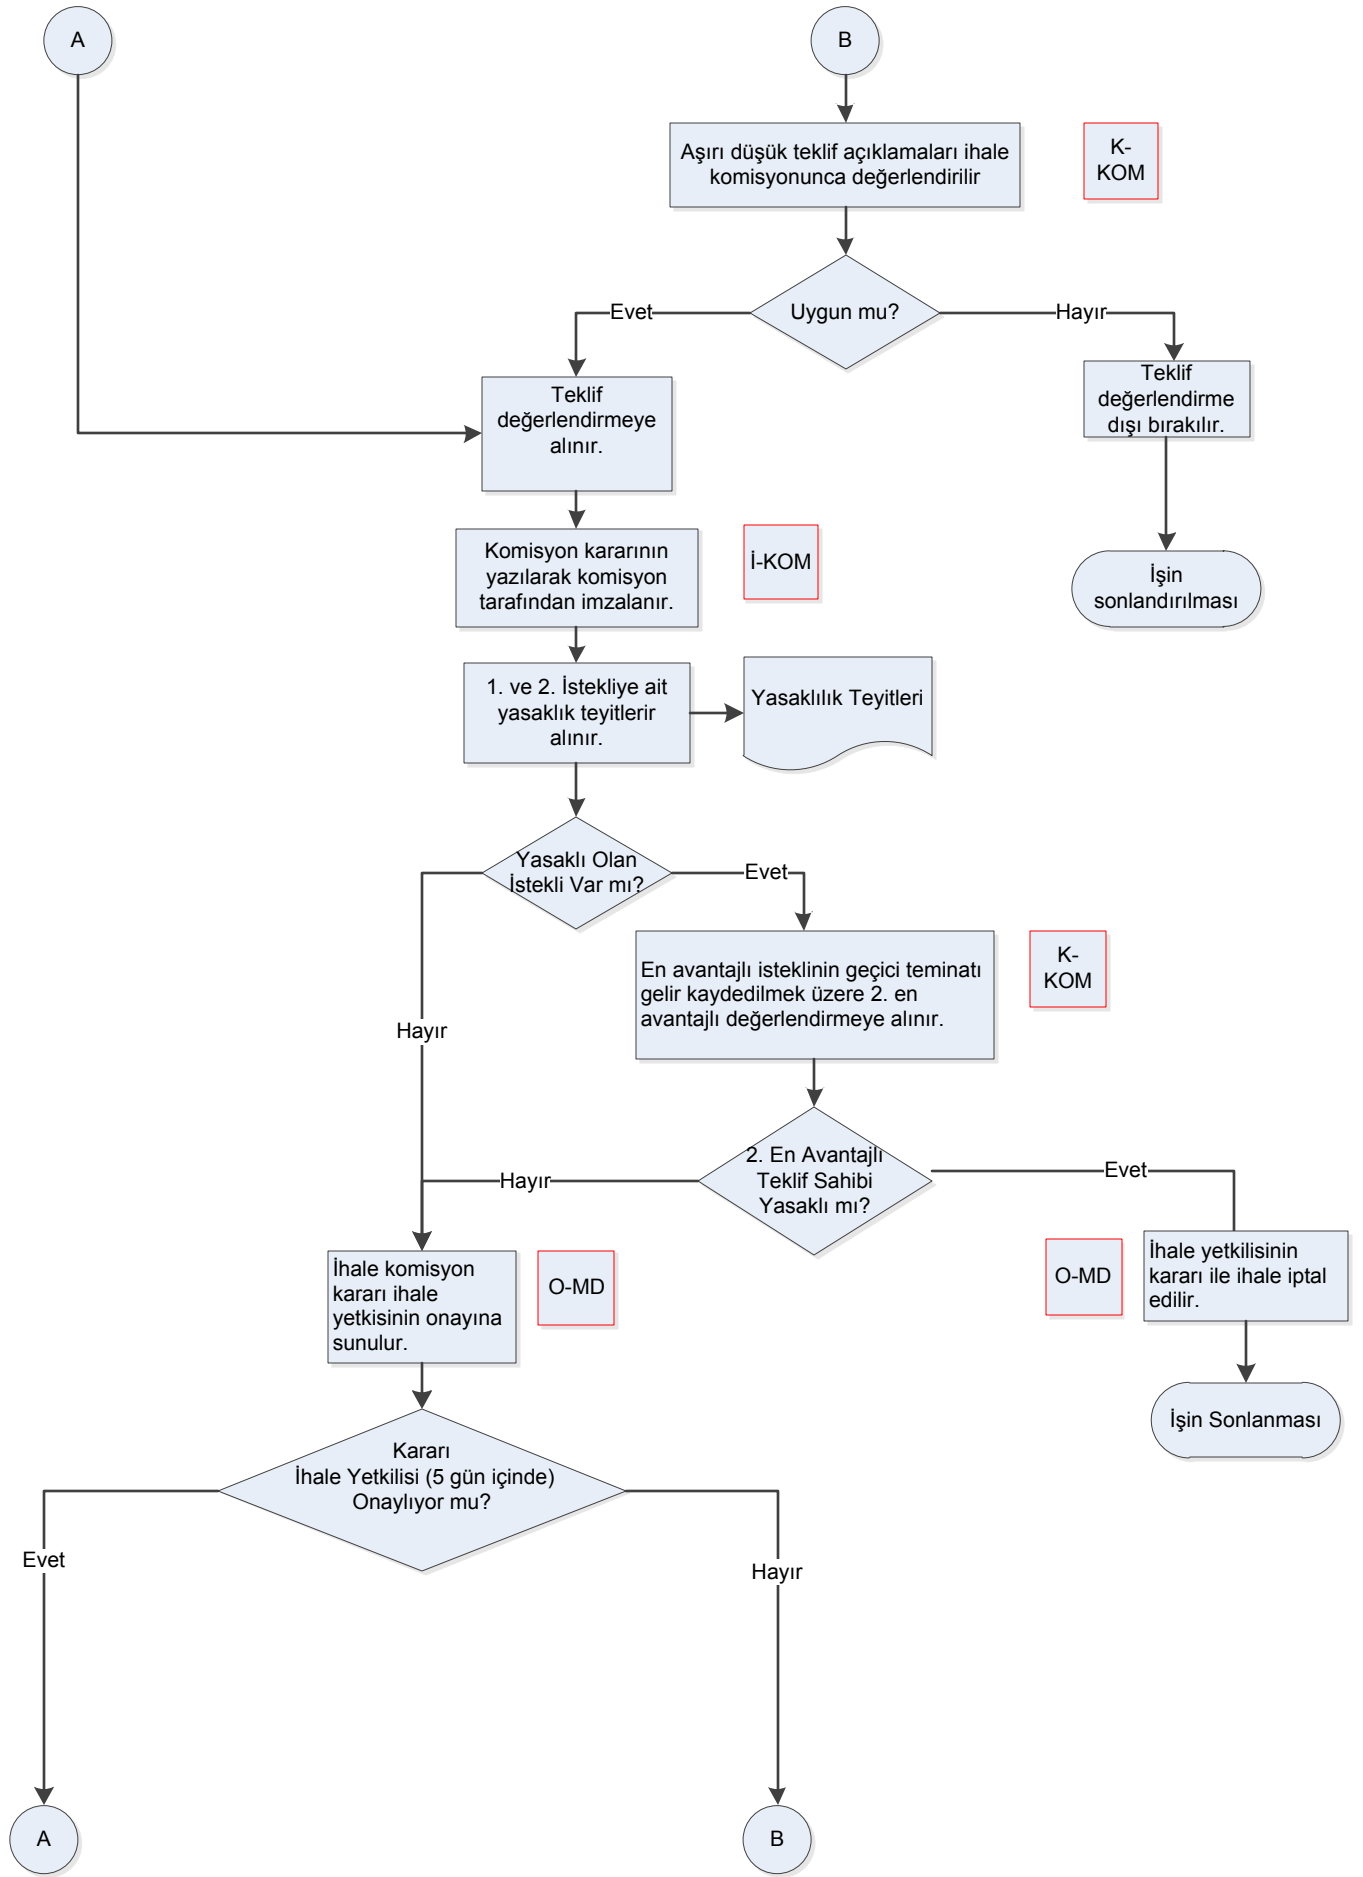 A
B
Aşırı düşük teklif açıklamaları ihale
komisyonunca değerlendirilir
K-
KOM
Uygun mu?
Evet
Hayır
Teklif
değerlendirmeye
alınır.
Teklif
değerlendirme
dışı bırakılır.
Komisyon kararının
yazılarak komisyon
tarafından imzalanır.
İ-KOM
İşin
sonlandırılması
1. ve 2. İstekliye ait
yasaklık teyitlerir
alınır.
Yasaklılık Teyitleri
Yasaklı Olan
İstekli Var mı?
Evet
Hayır
En avantajlı isteklinin geçici teminatı
gelir kaydedilmek üzere 2. en
avantajlı değerlendirmeye alınır.
K-
KOM
2. En Avantajlı
Teklif Sahibi
Yasaklı mı?
Hayır
Evet
İhale komisyon
kararı ihale
yetkisinin onayına
sunulur.
O-MD
O-MD
İhale yetkilisinin
kararı ile ihale iptal
edilir.
İşin Sonlanması
Kararı
İhale Yetkilisi (5 gün içinde)
Onaylıyor mu?
Evet
Hayır
A
B